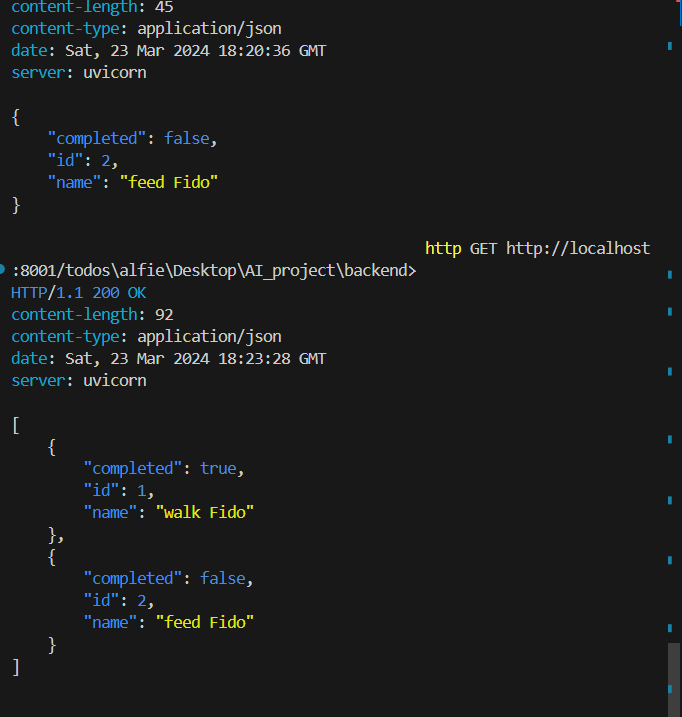 content-length: 45
content-type: application/json
date: Sat, 23 Mar 2024 18:20:36 GMT
server: uvicorn
{
    "completed": false,
    "id": 2,
    "name": "feed Fido"
}
http GET http://localhost
:8001/todos\alfie\Desktop\AI_project\backend>
HTTP/1.1 200 OK
content-length: 92
content-type: application/json
date: Sat, 23 Mar 2024 18:23:28 GMT
server: uvicorn
[
    {
        "completed": true,
        "id": 1,
        "name": "walk Fido"
    },
    {
        "completed": false,
        "id": 2,
        "name": "feed Fido"
    }
]